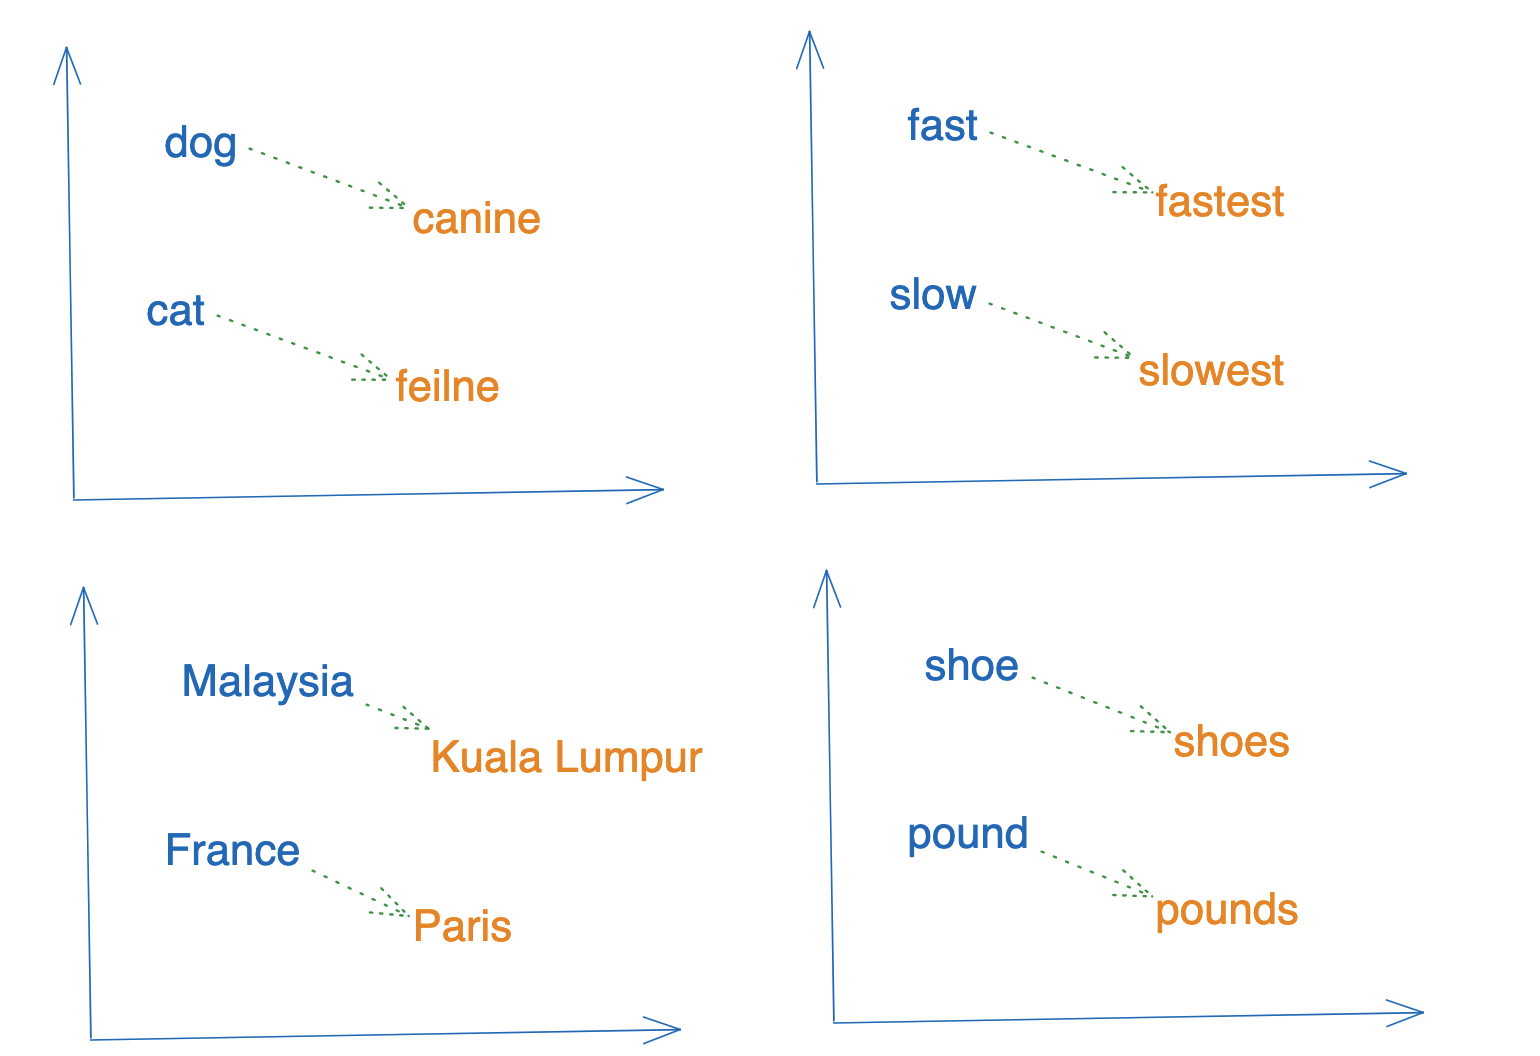 dog
canine
cat
feilne
fast
fastest
slow
slowest
Malaysia
Kuala Lumpur
France
Paris
shoe
shoes
pound
pounds